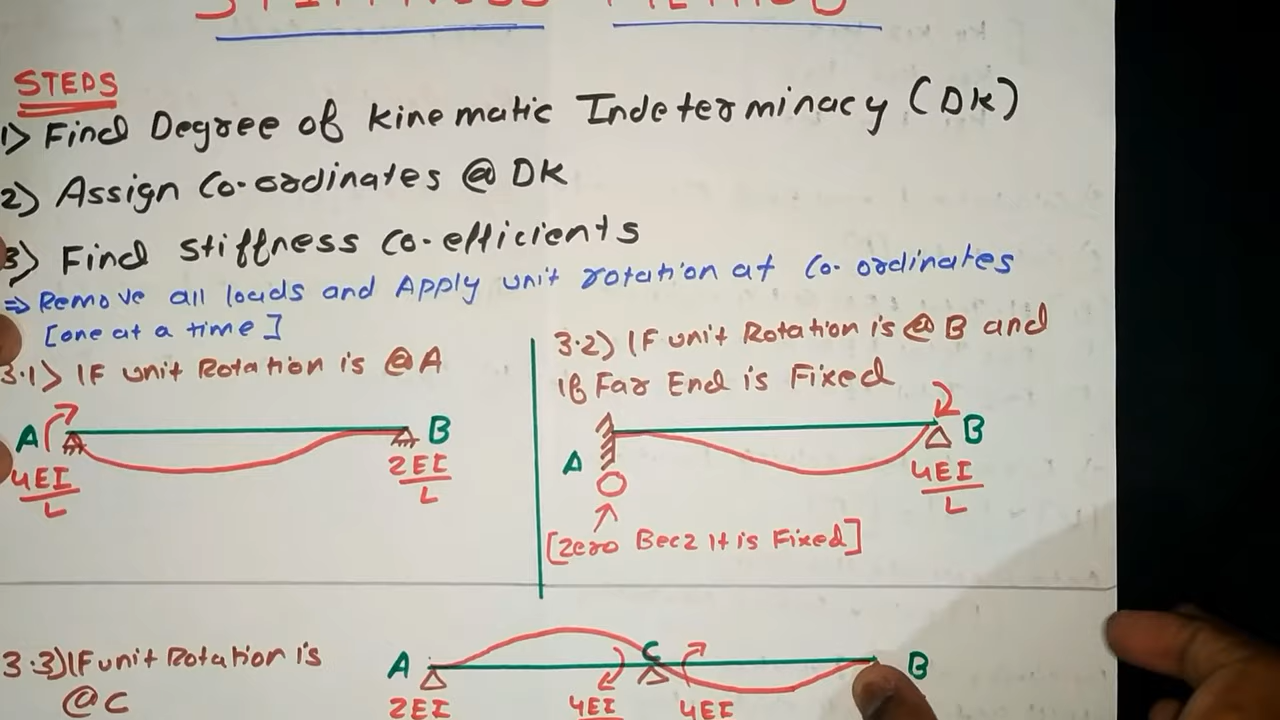 STIFFNESS METHOD
STEPS
1) Find Degree of kinematic Indeterminacy (DK)
2) Assign Co-ordinates @ DK
3) Find stiffness Co-efficients
⇒ Remove all loads and Apply unit rotation at Co-ordinates
[one at a time]
3.1) IF unit Rotation is @ A
A B
4EI/L 2EI/L
3.2) IF unit Rotation is @ B and
if Far End is Fixed
A B
0 4EI/L
[Zero Becz It is Fixed]
3.3) IF unit Rotation is
@ C
A C B
2EI 4EI 4EI